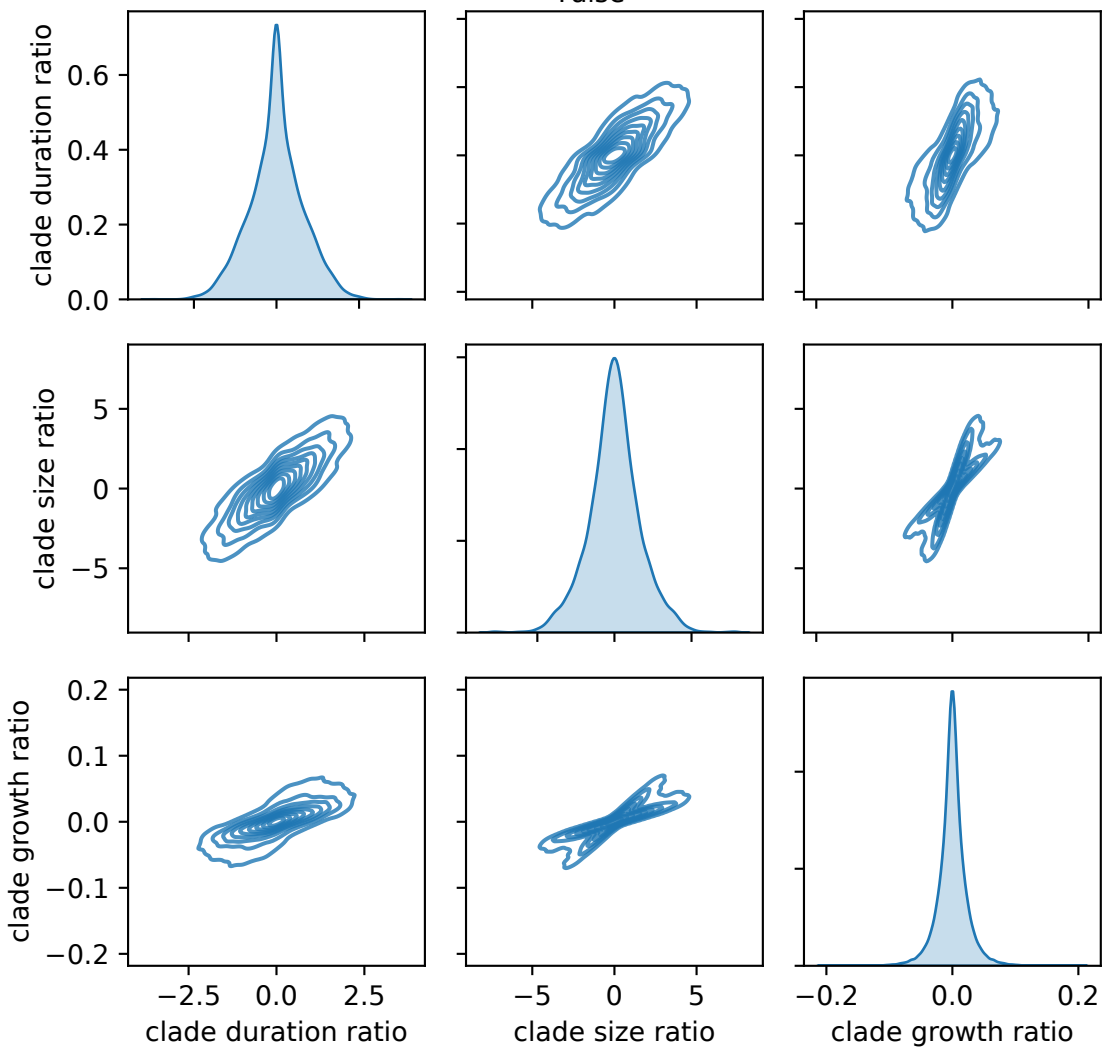 clade duration ratio
0.6
0.4
0.2
0.0
clade size ratio
5
0
−5
clade growth ratio
0.2
0.1
0.0
−0.1
−0.2
−2.5 0.0 2.5
−5 0 5
−0.2 0.0 0.2
clade duration ratio
clade size ratio
clade growth ratio